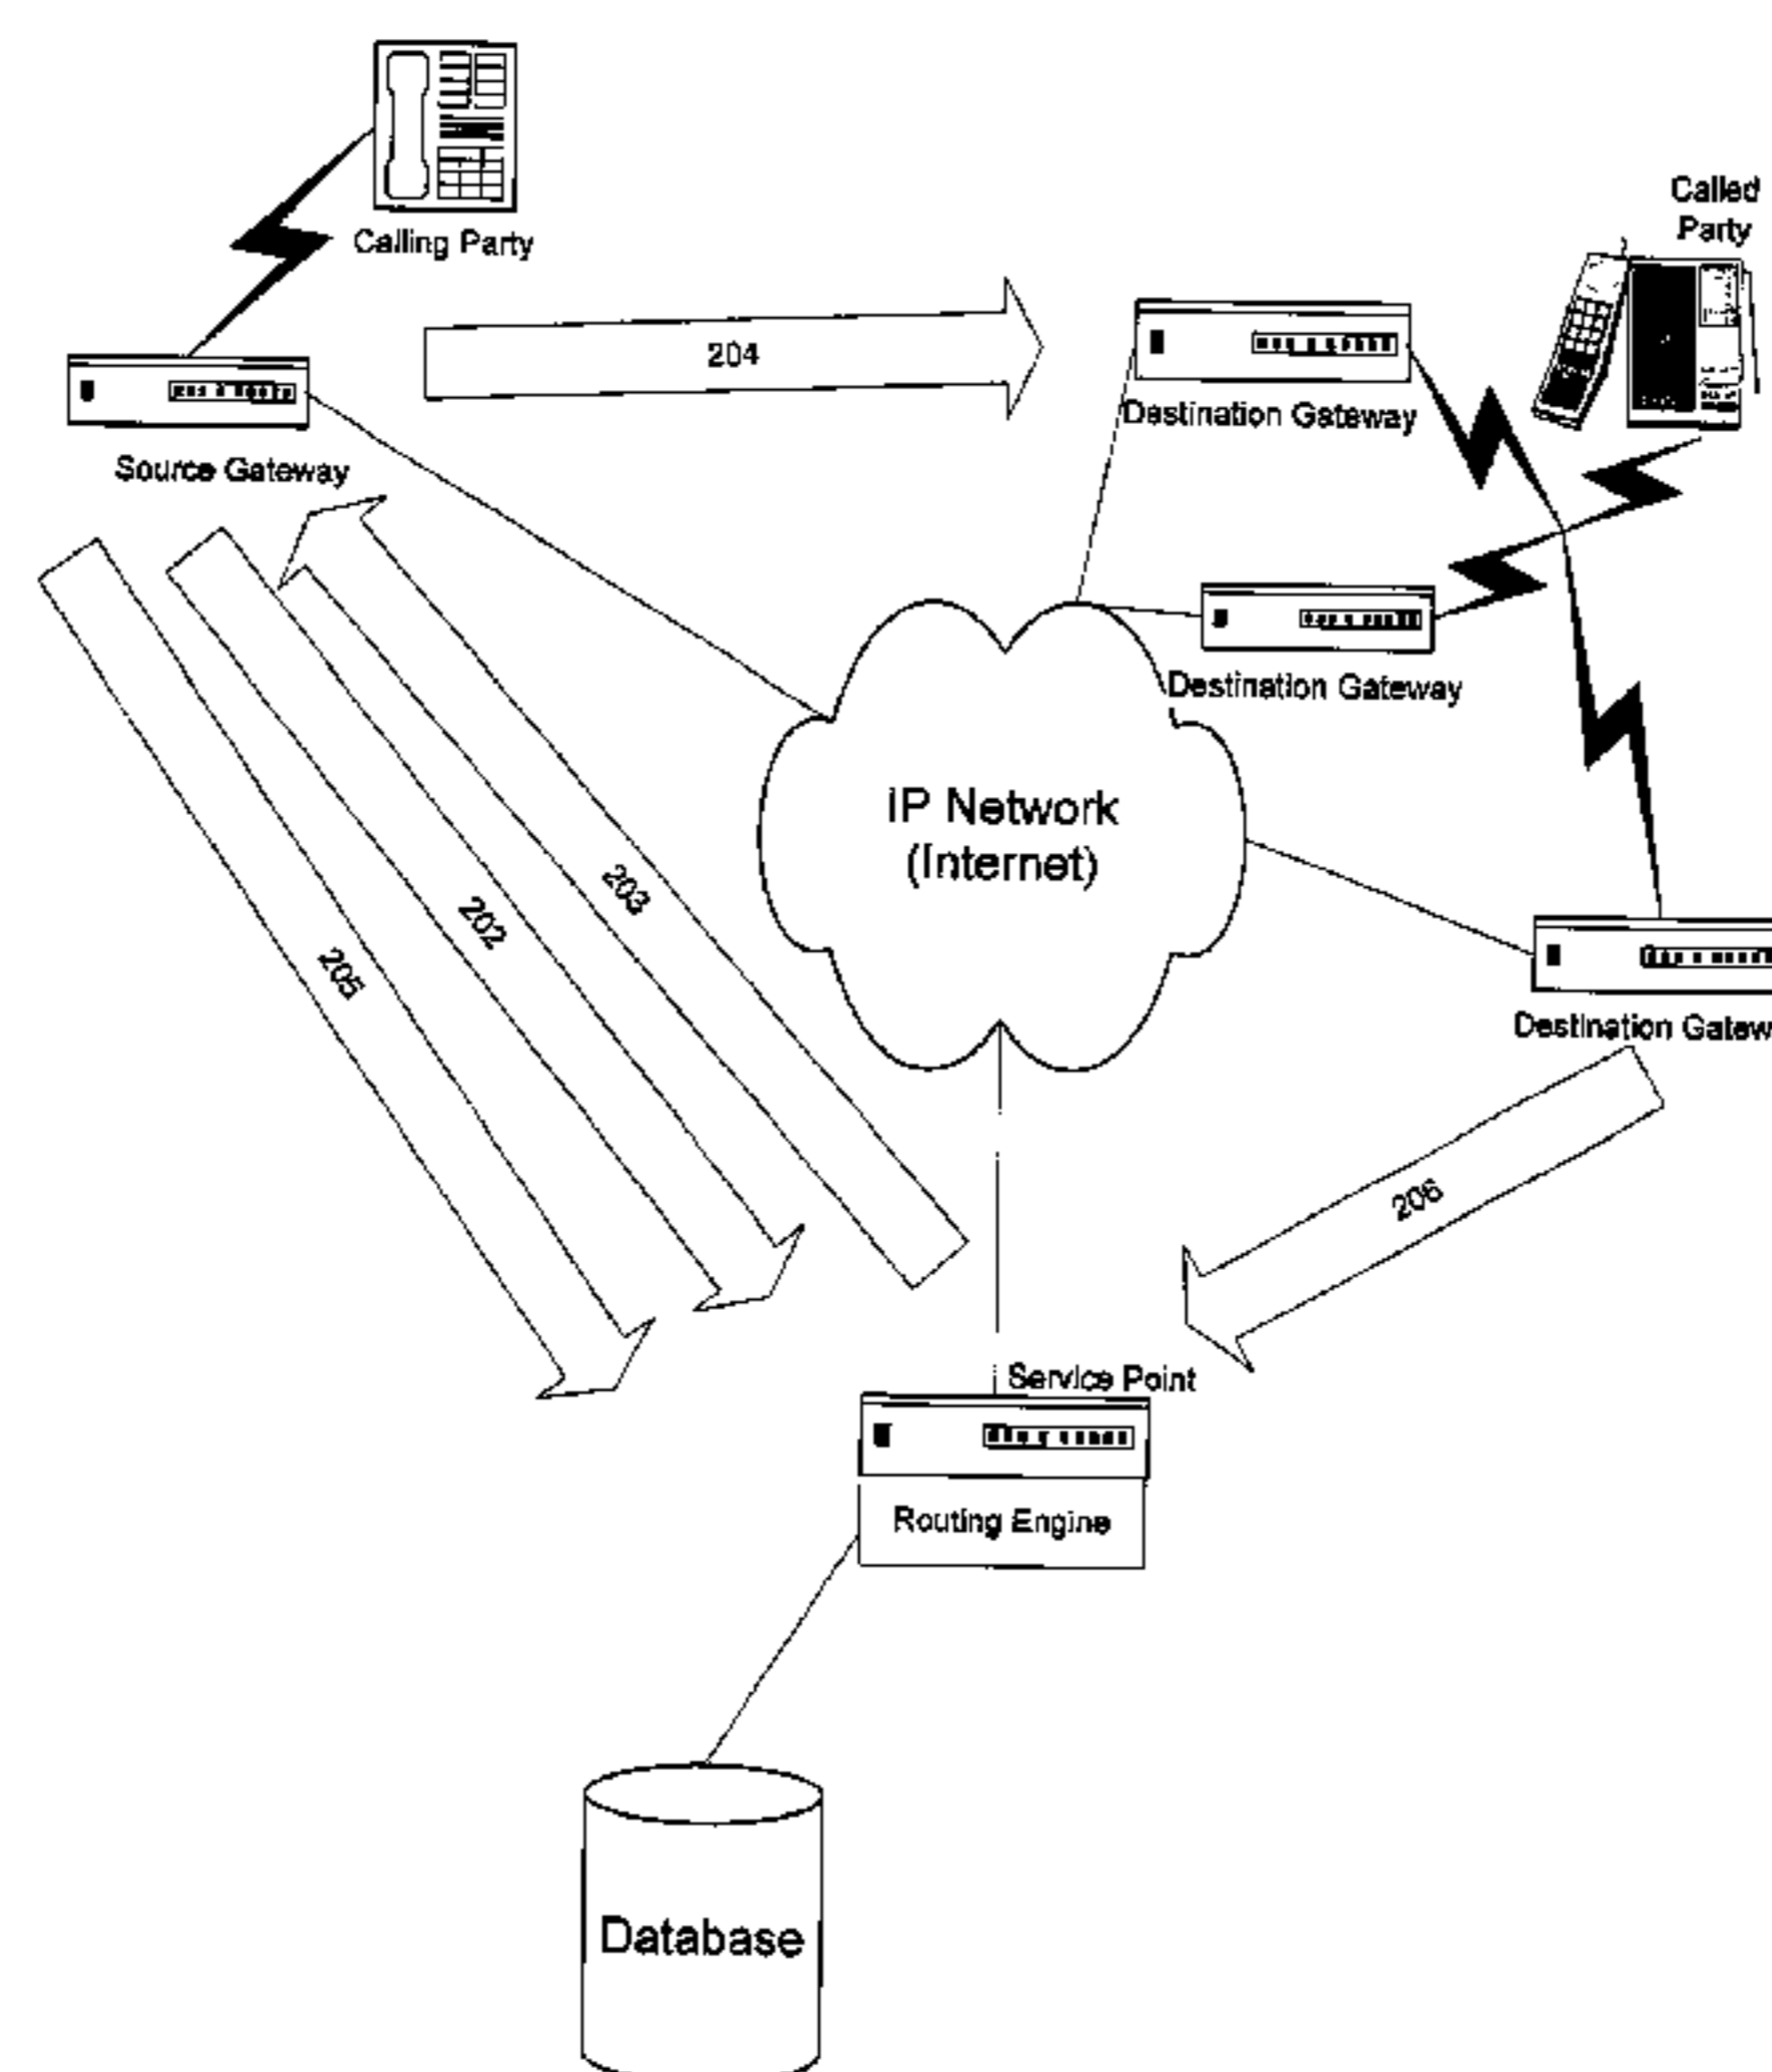 Calling Party
Called
Party
204
Destination Gateway
Source Gateway
Destination Gateway
IP Network
(Internet)
203
202
205
Destination Gatew
206
Service Point
Routing Engine
Database